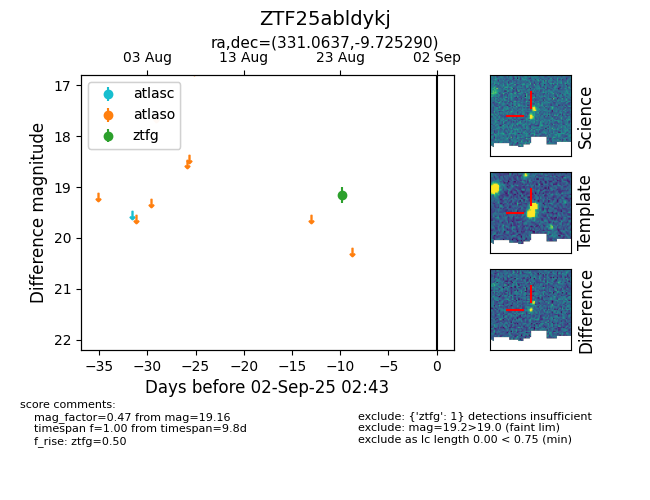 ZTF25abldykj
ra,dec=(331.0637,-9.725290)
03 Aug 13 Aug 23 Aug 02 Sep
atlasc
atlaso
ztfg
17
18
19
20
21
22
Difference magnitude
−35 −30 −25 −20 −15 −10 −5 0
Days before 02-Sep-25 02:43
Science
Template
Difference
score comments:
mag_factor=0.47 from mag=19.16
timespan f=1.00 from timespan=9.8d
f_rise: ztfg=0.50
exclude: {'ztfg': 1} detections insufficient
exclude: mag=19.2>19.0 (faint lim)
exclude as lc length 0.00 < 0.75 (min)